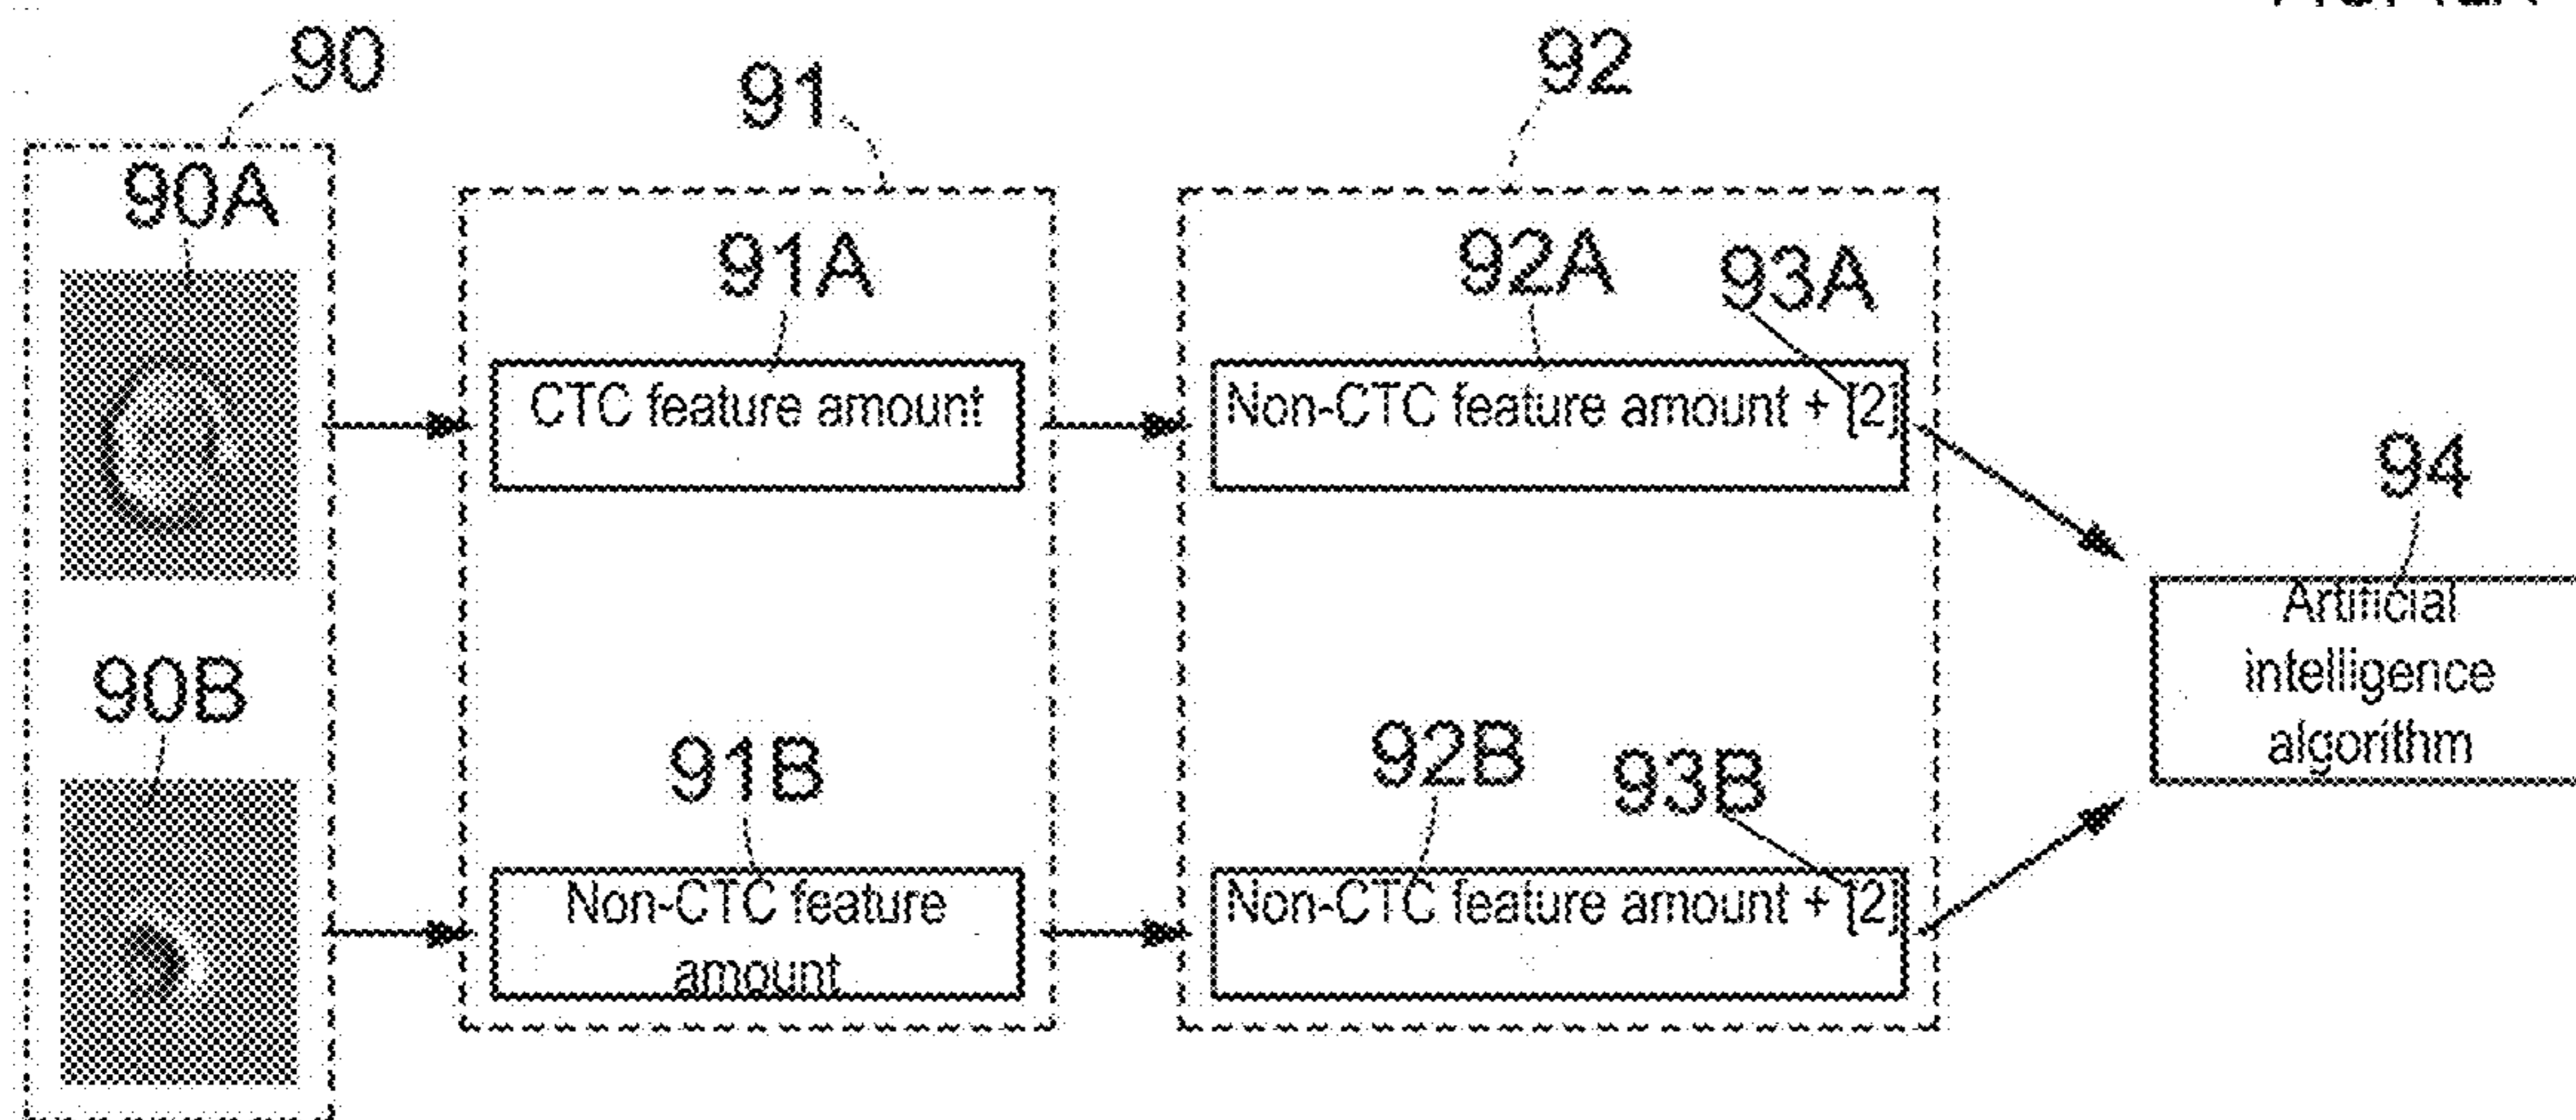 90
91
92
90A
91A
92A
93A
CTC feature amount
Non-CTC feature amount + [2]
94
Artificial
intelligence
algorithm
90B
91B
92B
93B
Non-CTC feature
amount
Non-CTC feature amount + [2]